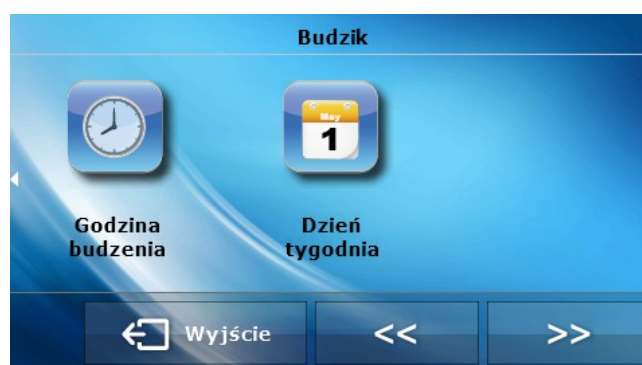 Budzik
May
1
Godzina
budzenia
Dzień
tygodnia
Wyjście
<<
>>